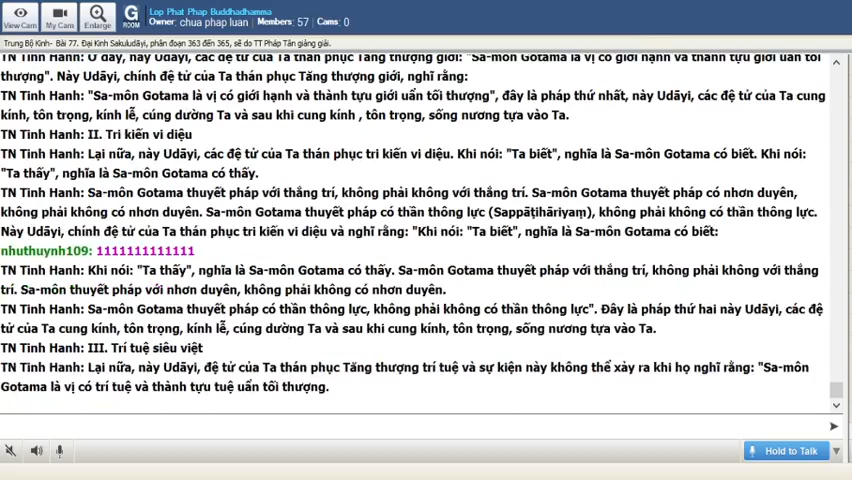 View Cam
My Cam
Enlarge
G
ROOM
Lop Phat Phap Buddhadhamma
Owner: chua phap luan Members: 57 Cams: 0
Trung Bộ Kinh- Bài 77. Đại Kinh Sakuludāyi, phân đoạn 363 đến 365, sẽ do TT Pháp Tân giảng giải.
TN Tinh Hanh: Ở đây, này Udāyi, các đệ tử của Ta thán phục Tăng thượng giới: "Sa-môn Gotama là vị có giới hạnh và thành tựu giới uẩn tối
thượng". Này Udāyi, chính đệ tử của Ta thán phục Tăng thượng giới, nghĩ rằng:
TN Tinh Hanh: "Sa-môn Gotama là vị có giới hạnh và thành tựu giới uẩn tối thượng", đây là pháp thứ nhất, này Udāyi, các đệ tử của Ta cung
kính, tôn trọng, kính lễ, cúng dường Ta và sau khi cung kính , tôn trọng, sống nương tựa vào Ta.
TN Tinh Hanh: II. Tri kiến vi diệu
TN Tinh Hanh: Lại nữa, này Udāyi, các đệ tử của Ta thán phục tri kiến vi diệu. Khi nói: "Ta biết", nghĩa là Sa-môn Gotama có biết. Khi nói:
"Ta thấy", nghĩa là Sa-môn Gotama có thấy.
TN Tinh Hanh: Sa-môn Gotama thuyết pháp với thắng trí, không phải không với thắng trí. Sa-môn Gotama thuyết pháp có nhơn duyên,
không phải không có nhơn duyên. Sa-môn Gotama thuyết pháp có thần thông lực (Sappāṭihāriyaṃ), không phải không có thần thông lực.
Này Udāyi, chính đệ tử của Ta thán phục tri kiến vi diệu và nghĩ rằng: "Khi nói: "Ta biết", nghĩa là Sa-môn Gotama có biết:
nhuthuynh109: 1111111111111
TN Tinh Hanh: Khi nói: "Ta thấy", nghĩa là Sa-môn Gotama có thấy. Sa-môn Gotama thuyết pháp với thắng trí, không phải không với thắng
trí. Sa-môn thuyết pháp với nhơn duyên, không phải không có nhơn duyên.
TN Tinh Hanh: Sa-môn Gotama thuyết pháp có thần thông lực, không phải không có thần thông lực". Đây là pháp thứ hai này Udāyi, các đệ
tử của Ta cung kính, tôn trọng, kính lễ, cúng dường Ta và sau khi cung kính, tôn trọng, sống nương tựa vào Ta.
TN Tinh Hanh: III. Trí tuệ siêu việt
TN Tinh Hanh: Lại nữa, này Udāyi, đệ tử của Ta thán phục Tăng thượng trí tuệ và sự kiện này không thể xảy ra khi họ nghĩ rằng: "Sa-môn
Gotama là vị có trí tuệ và thành tựu tuệ uẩn tối thượng.
Hold to Talk